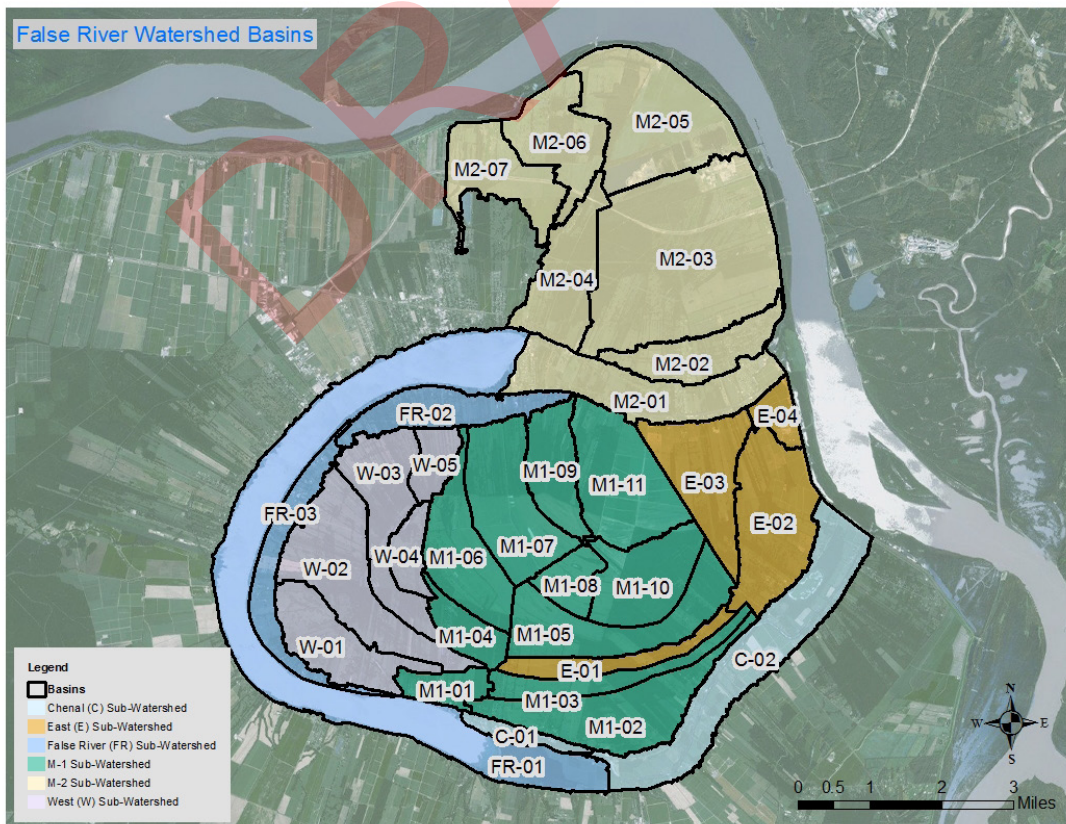 False River Watershed Basins
DRA
M2-05
M2-06
M2-07
M2-03
M2-04
M2-02
M2-01
E-04
FR-02
W-03
W-05
M1-09
M1-11
E-03
FR-03
E-02
W-04
M1-06
M1-07
W-02
M1-08
M1-10
M1-04
M1-05
W-01
E-01
C-02
M1-01
M1-03
M1-02
C-01
FR-01
Legend
Basins
Chenal (C) Sub-Watershed
East (E) Sub-Watershed
False River (FR) Sub-Watershed
M-1 Sub-Watershed
M-2 Sub-Watershed
West (W) Sub-Watershed
N
W E
S
0 0.5 1 2 3
Miles